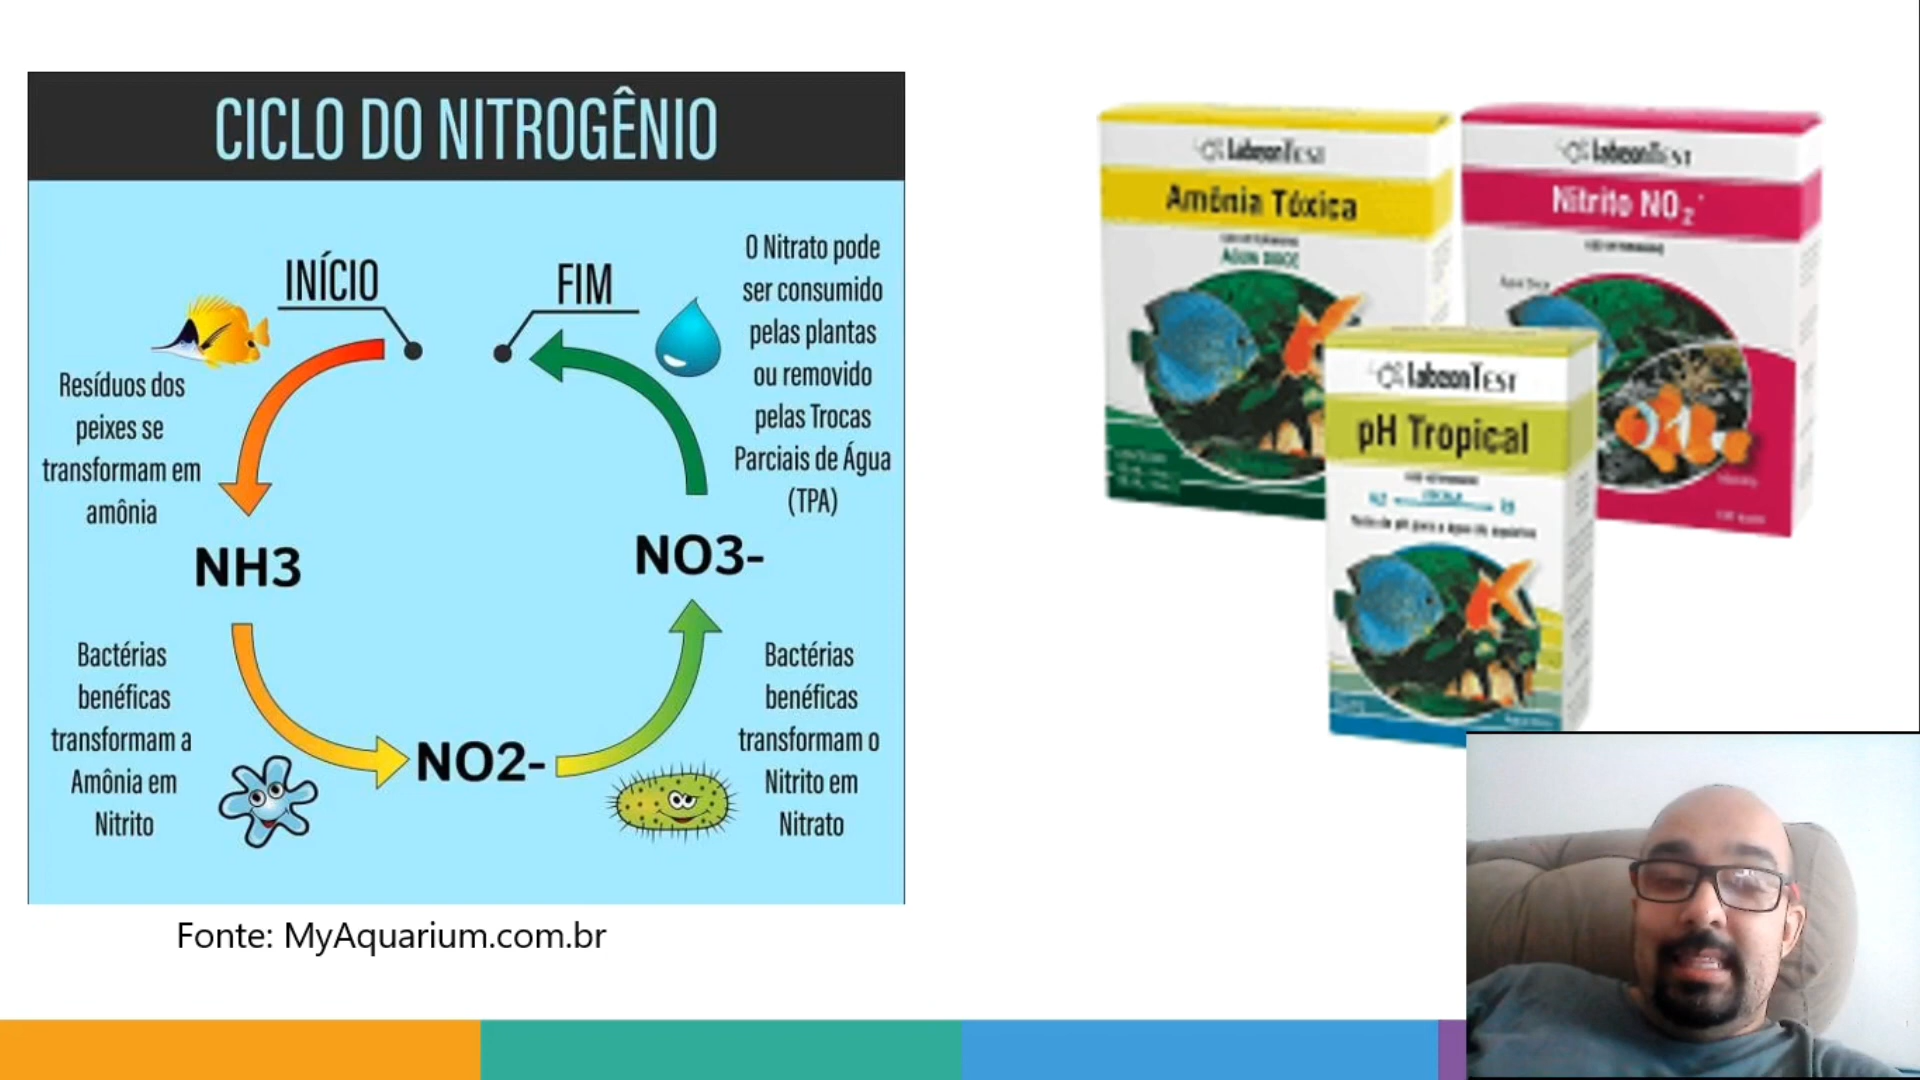 CICLO DO NITROGÊNIO
INÍCIO
FIM
O Nitrato pode
ser consumido
pelas plantas
ou removido
pelas Trocas
Parciais de Água
(TPA)
Resíduos dos
peixes se
transformam em
amônia
NH3
NO3-
Bactérias
benéficas
transformam a
Amônia em
Nitrito
NO2-
Bactérias
benéficas
transformam o
Nitrito em
Nitrato
Fonte: MyAquarium.com.br
LabconTEST
Amônia Tóxica
ÁGUA DOCE
LabconTEST
Nitrito NO₂⁻
LabconTEST
pH Tropical